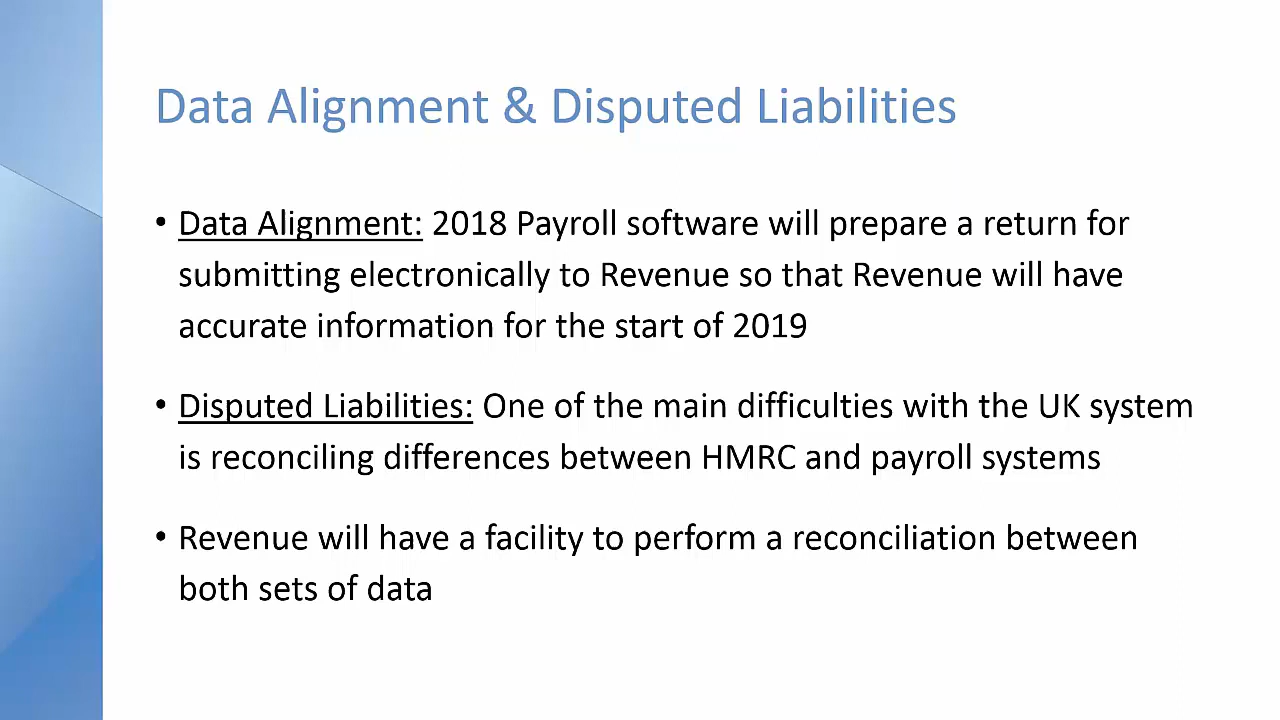 Data Alignment & Disputed Liabilities
• Data Alignment: 2018 Payroll software will prepare a return for
submitting electronically to Revenue so that Revenue will have
accurate information for the start of 2019
• Disputed Liabilities: One of the main difficulties with the UK system
is reconciling differences between HMRC and payroll systems
• Revenue will have a facility to perform a reconciliation between
both sets of data